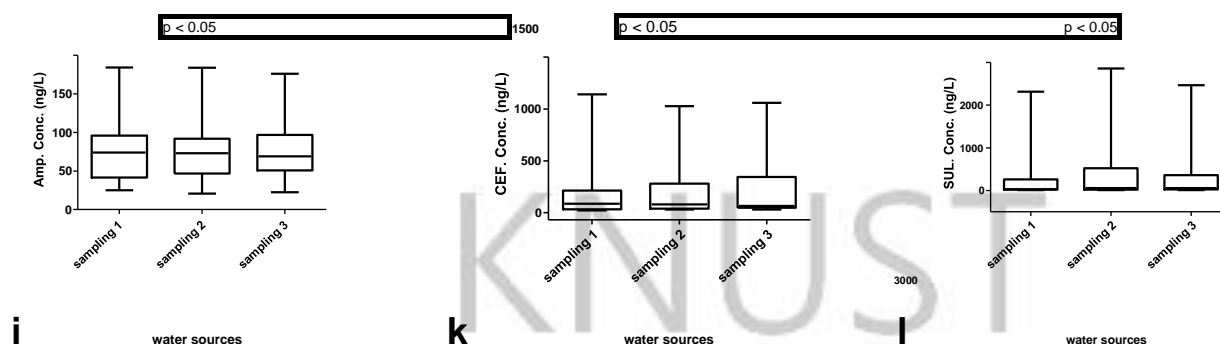 p < 0.05
1500
p < 0.05
p < 0.05
Amp. Conc. (ng/L)
150
100
50
0
sampling 1
sampling 2
sampling 3
CEF. Conc. (ng/L)
1000
500
0
sampling 1
sampling 2
sampling 3
SUL. Conc. (ng/L)
2000
1000
0
sampling 1
sampling 2
sampling 3
KNUST
3000
j
water sources
k
l
water sources